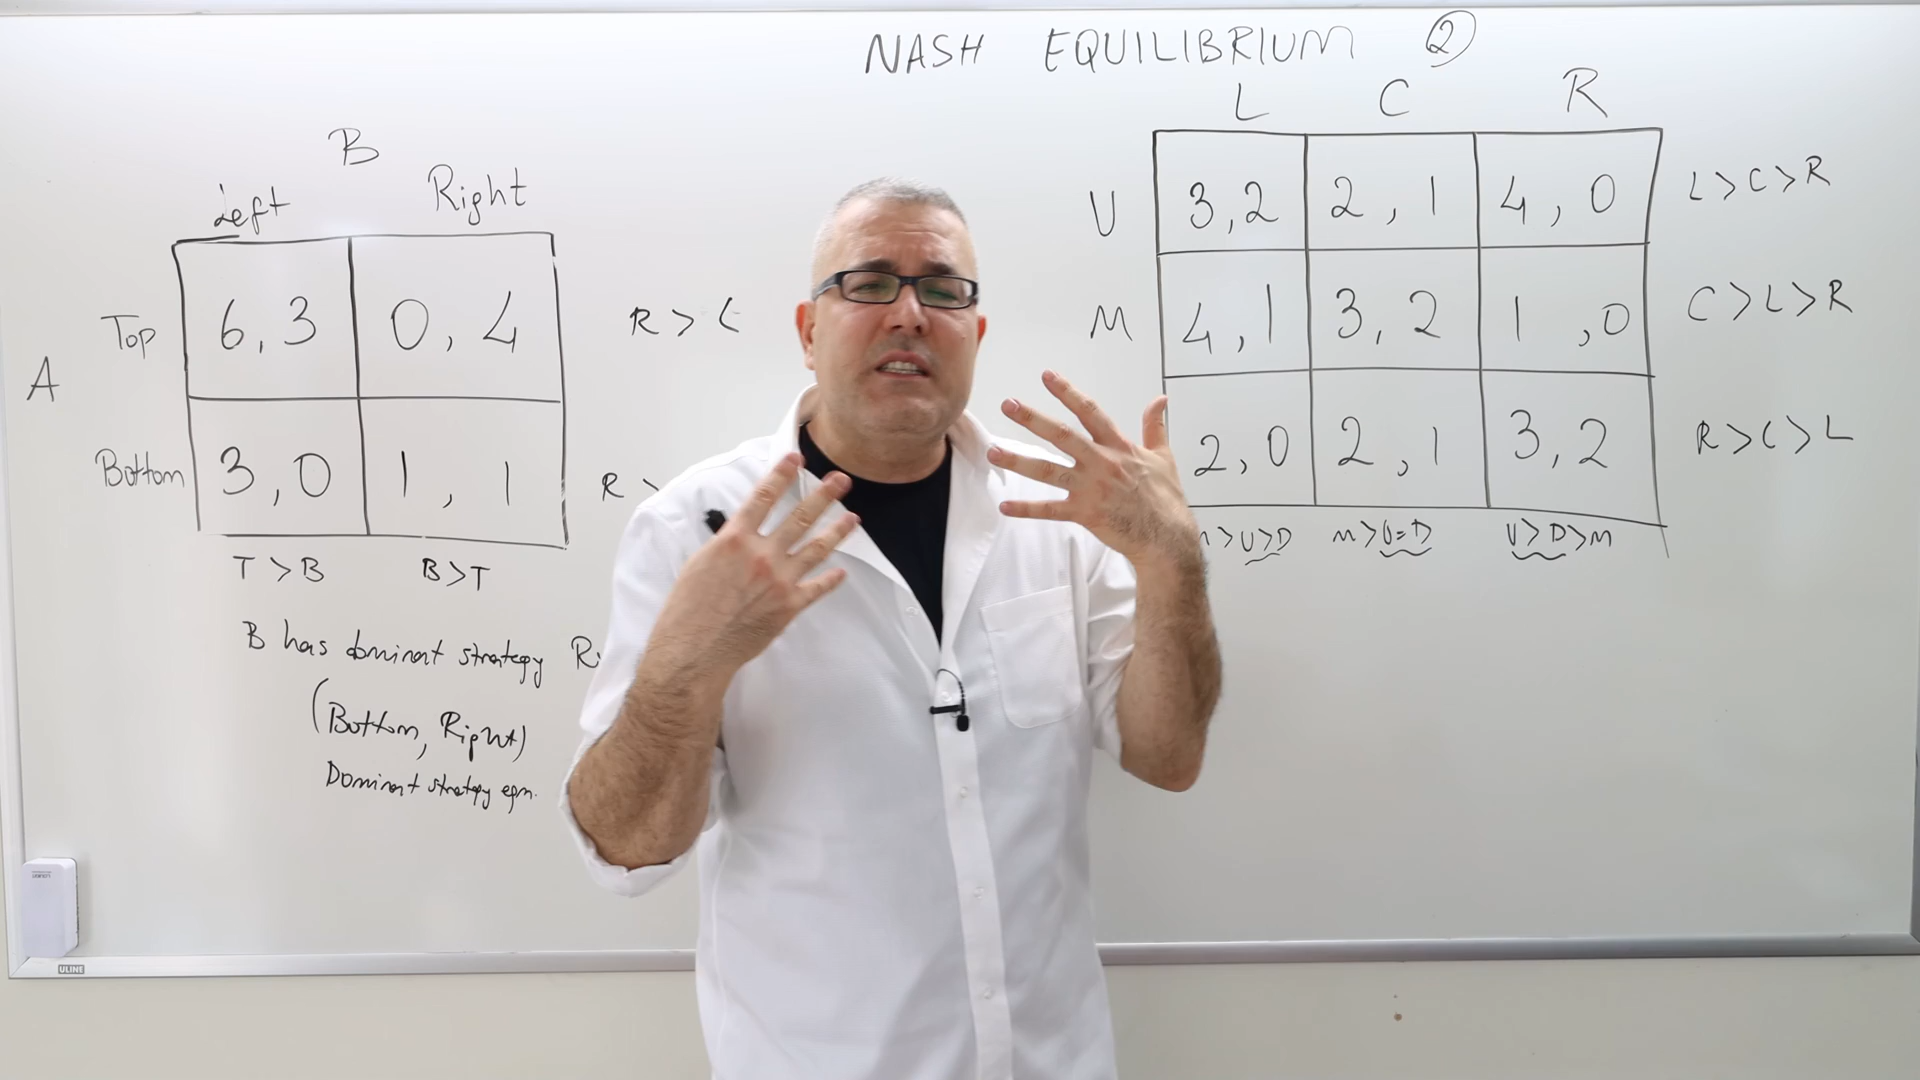 NASH EQUILIBRIUM 2
B
Left Right
A
Top 6, 3 0, 4 R > L
Bottom 3, 0 1, 1 R >
T > B B > T
B has dominant strategy
(Bottom, Right)
Dominant strategy eqm.
L C R
U 3, 2 2, 1 4, 0 L > C > R
M 4, 1 3, 2 1, 0 C > L > R
2, 0 2, 1 3, 2 R > C > L
> U > D M > U = D U > D > M
ULINE